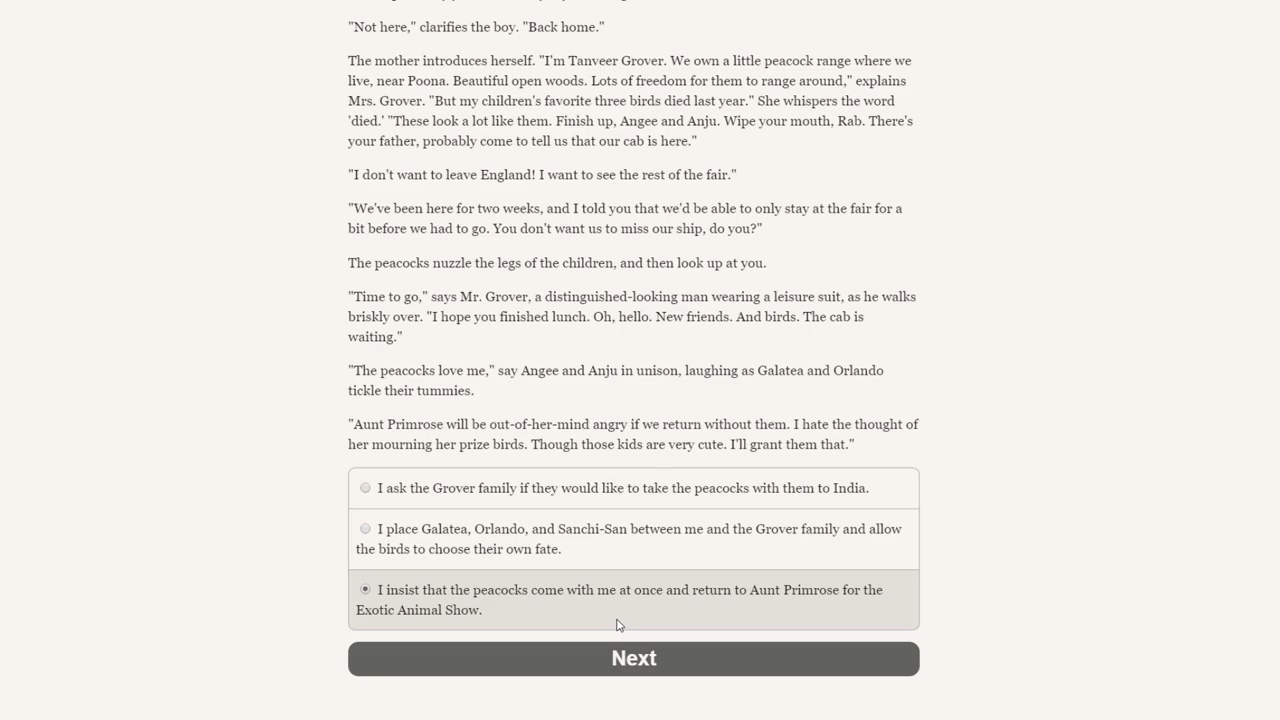 "Not here," clarifies the boy. "Back home."
The mother introduces herself. "I'm Tanveer Grover. We own a little peacock range where we
live, near Poona. Beautiful open woods. Lots of freedom for them to range around," explains
Mrs. Grover. "But my children's favorite three birds died last year." She whispers the word
'died.' "These look a lot like them. Finish up, Angee and Anju. Wipe your mouth, Rab. There's
your father, probably come to tell us that our cab is here."
"I don't want to leave England! I want to see the rest of the fair."
"We've been here for two weeks, and I told you that we'd be able to only stay at the fair for a
bit before we had to go. You don't want us to miss our ship, do you?"
The peacocks nuzzle the legs of the children, and then look up at you.
"Time to go," says Mr. Grover, a distinguished-looking man wearing a leisure suit, as he walks
briskly over. "I hope you finished lunch. Oh, hello. New friends. And birds. The cab is
waiting."
"The peacocks love me," say Angee and Anju in unison, laughing as Galatea and Orlando
tickle their tummies.
"Aunt Primrose will be out-of-her-mind angry if we return without them. I hate the thought of
her mourning her prize birds. Though those kids are very cute. I'll grant them that."
I ask the Grover family if they would like to take the peacocks with them to India.
I place Galatea, Orlando, and Sanchi-San between me and the Grover family and allow
the birds to choose their own fate.
I insist that the peacocks come with me at once and return to Aunt Primrose for the
Exotic Animal Show.
Next